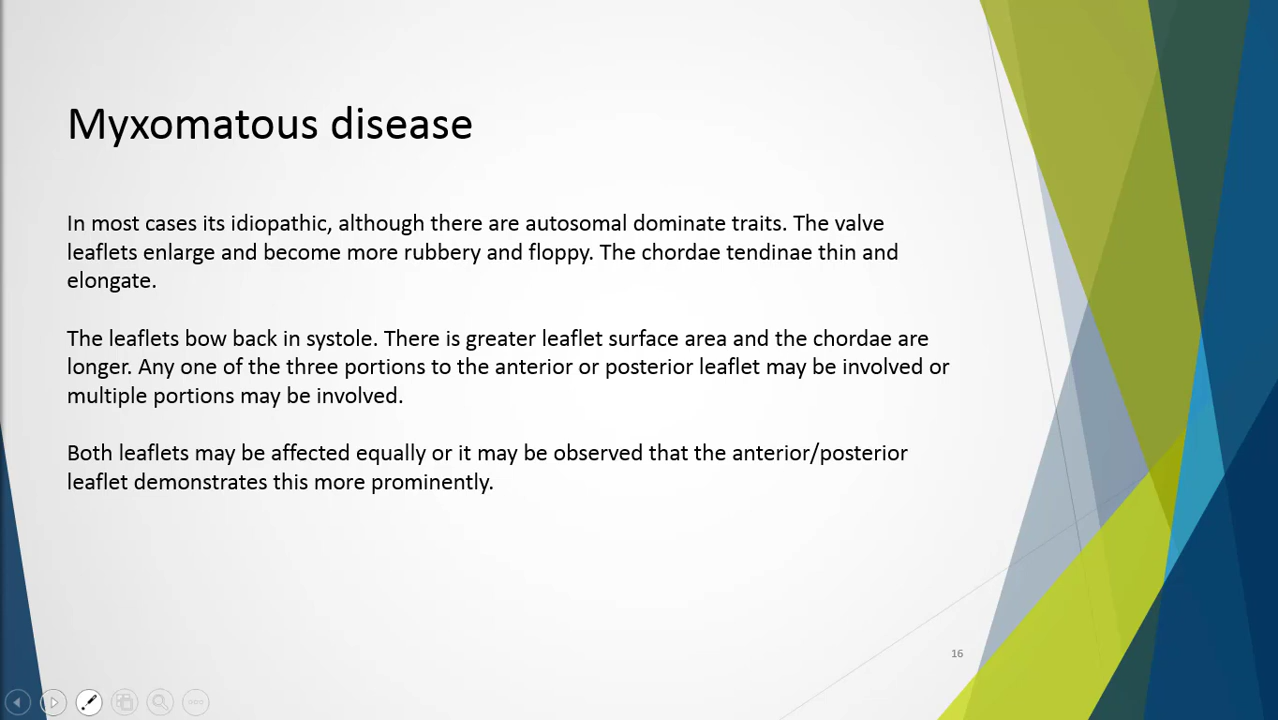 Myxomatous disease
In most cases its idiopathic, although there are autosomal dominate traits. The valve
leaflets enlarge and become more rubbery and floppy. The chordae tendinae thin and
elongate.
The leaflets bow back in systole. There is greater leaflet surface area and the chordae are
longer. Any one of the three portions to the anterior or posterior leaflet may be involved or
multiple portions may be involved.
Both leaflets may be affected equally or it may be observed that the anterior/posterior
leaflet demonstrates this more prominently.
16